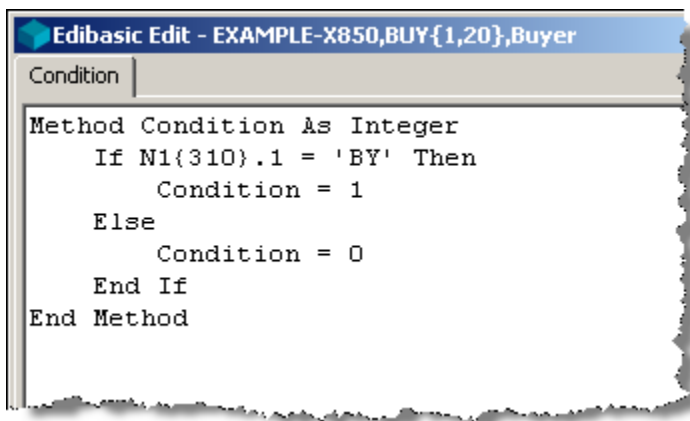 Edibasic Edit - EXAMPLE-X850,BUY{1,20},Buyer
Condition
Method Condition As Integer
If N1{310}.1 = 'BY' Then
Condition = 1
Else
Condition = 0
End If
End Method